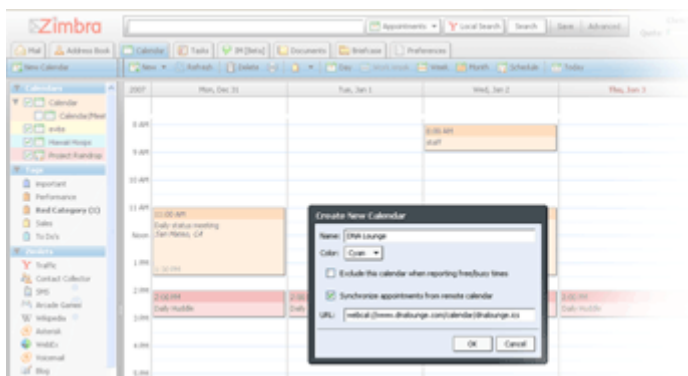 Zimbra
Appointments Local Search Search Save Advanced
Mail Address Book Calendar Tasks IM (Beta) Documents Briefcase Preferences
New Calendar New Refresh Delete Day Work Week Week Month Schedule Today
Calendars 2007 Mon, Dec 31 Tue, Jan 1 Wed, Jan 2 Thu, Jan 3
Calendar
8 AM 8:00 AM
staff
Hawaii Hoops 9 AM
Project Raindrop
Tags 10 AM
Important
Performance
Red Category (1) 11 AM 11:00 AM
Sales Daily status meeting
To Do's Noon San Mateo, CA
Zimlets
Traffic 1 PM
Contact Collector
SMS 2 PM 2:00 PM 2:00 PM
Arcade Games Daily Huddle Daily Huddle
Wikipedia 3 PM
Asterisk
WebEx 4 PM
Voicemail
Blog 5 PM
Create New Calendar
Name: DNA Lounge
Color: Cyan
Exclude this calendar when reporting free/busy times
Synchronize appointments from remote calendar
URL: webcal://www.dnalounge.com/calendar/dnalounge.ics
OK Cancel